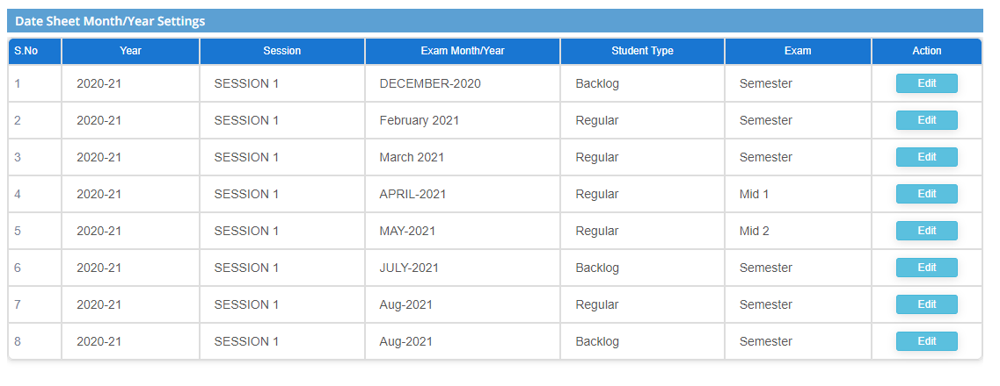 Date Sheet Month/Year Settings
S.No Year Session Exam Month/Year Student Type Exam Action
1 2020-21 SESSION 1 DECEMBER-2020 Backlog Semester Edit
2 2020-21 SESSION 1 February 2021 Regular Semester Edit
3 2020-21 SESSION 1 March 2021 Regular Semester Edit
4 2020-21 SESSION 1 APRIL-2021 Regular Mid 1 Edit
5 2020-21 SESSION 1 MAY-2021 Regular Mid 2 Edit
6 2020-21 SESSION 1 JULY-2021 Backlog Semester Edit
7 2020-21 SESSION 1 Aug-2021 Regular Semester Edit
8 2020-21 SESSION 1 Aug-2021 Backlog Semester Edit